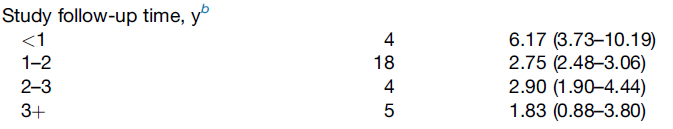 Study follow-up time, y^b
<1 4 6.17 (3.73–10.19)
1–2 18 2.75 (2.48–3.06)
2–3 4 2.90 (1.90–4.44)
3+ 5 1.83 (0.88–3.80)